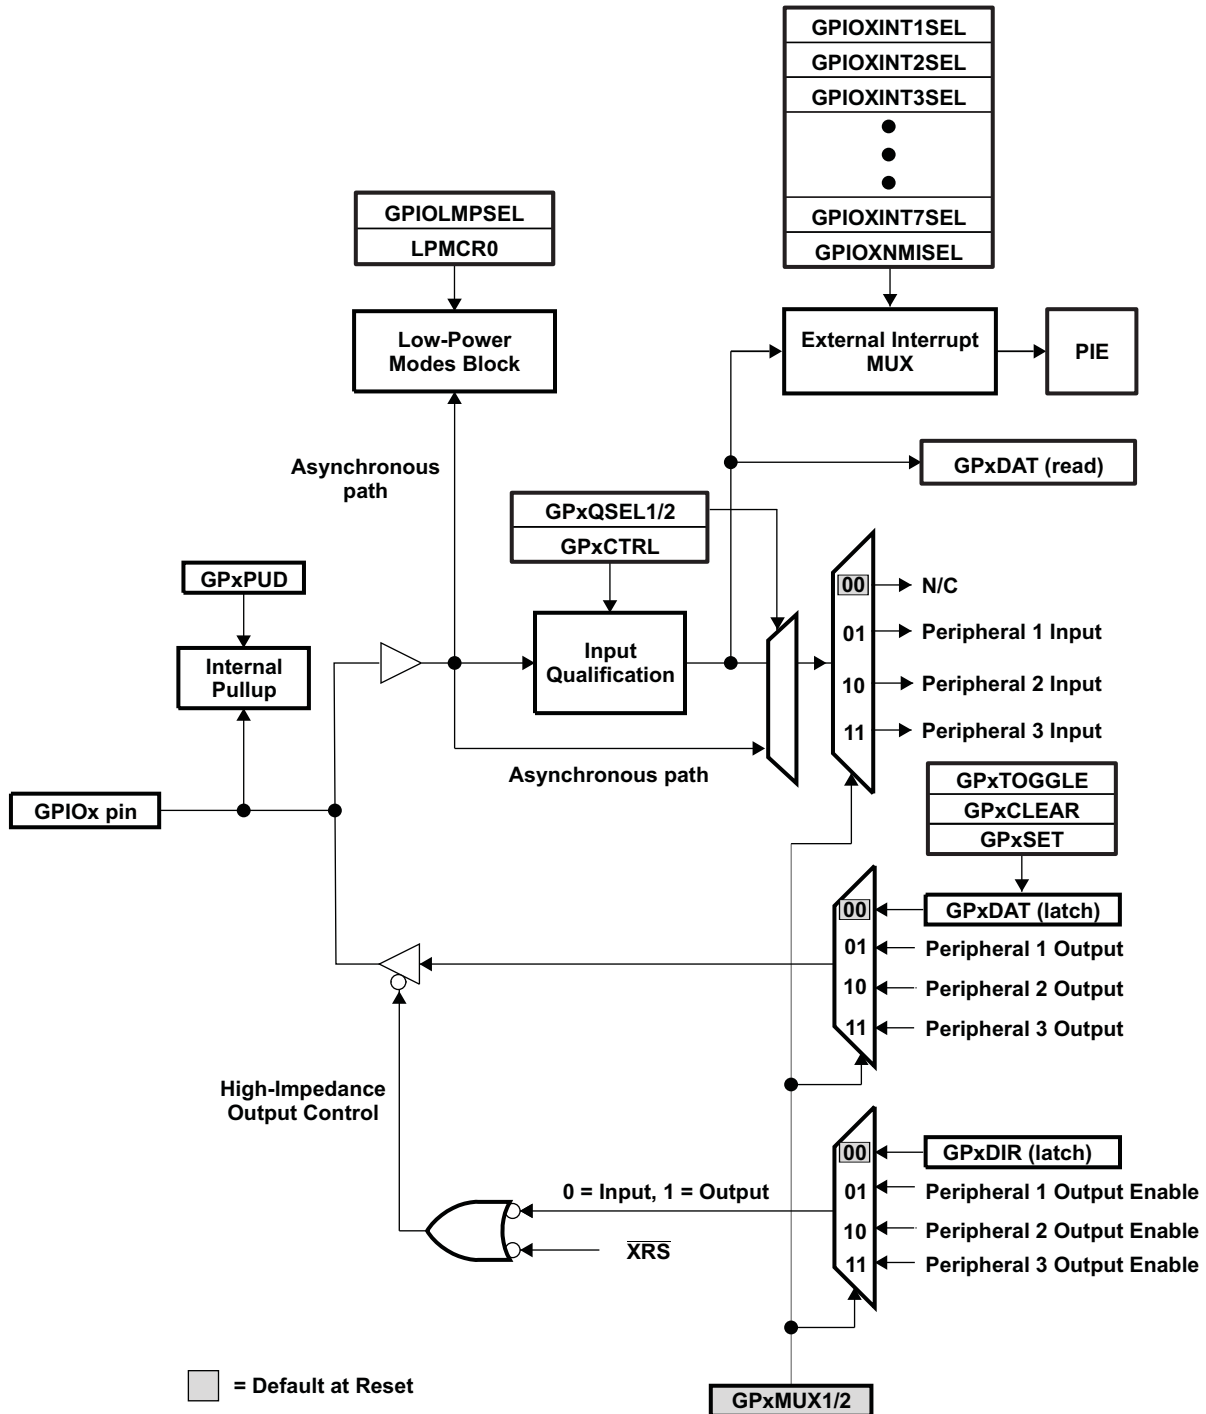 GPIOXINT1SEL
GPIOXINT2SEL
GPIOXINT3SEL
GPIOXINT7SEL
GPIOXNMISEL
GPIOLMPSEL
LPMCR0
Low-Power
Modes Block
External Interrupt
MUX
PIE
Asynchronous
path
GPxDAT (read)
GPxQSEL1/2
GPxCTRL
GPxPUD
Internal
Pullup
Input
Qualification
00
N/C
01
Peripheral 1 Input
10
Peripheral 2 Input
11
Peripheral 3 Input
Asynchronous path
GPIOx pin
GPxTOGGLE
GPxCLEAR
GPxSET
00
GPxDAT (latch)
01
Peripheral 1 Output
10
Peripheral 2 Output
11
Peripheral 3 Output
High-Impedance
Output Control
00
GPxDIR (latch)
0 = Input, 1 = Output
01
Peripheral 1 Output Enable
10
Peripheral 2 Output Enable
XRS
11
Peripheral 3 Output Enable
= Default at Reset
GPxMUX1/2